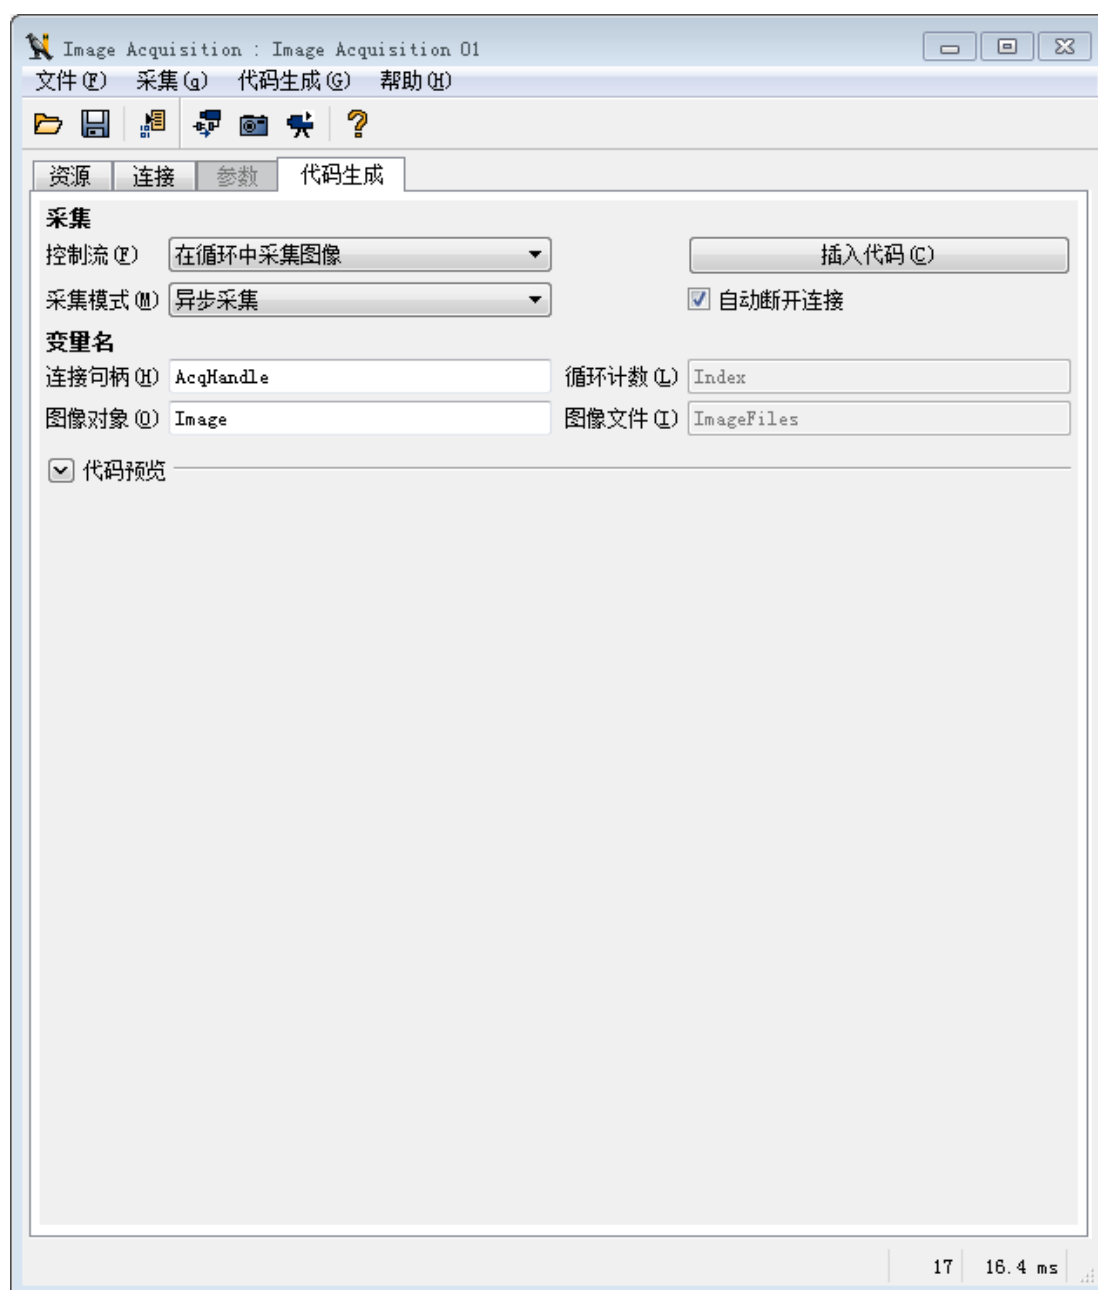 Image Acquisition : Image Acquisition 01
文件(F) 采集(q) 代码生成(G) 帮助(H)
资源 连接 参数 代码生成
采集
控制流(F) 在循环中采集图像 插入代码(C)
采集模式(M) 异步采集 自动断开连接
变量名
连接句柄(H) AcqHandle 循环计数(L) Index
图像对象(O) Image 图像文件(I) ImageFiles
代码预览
17 16.4 ms